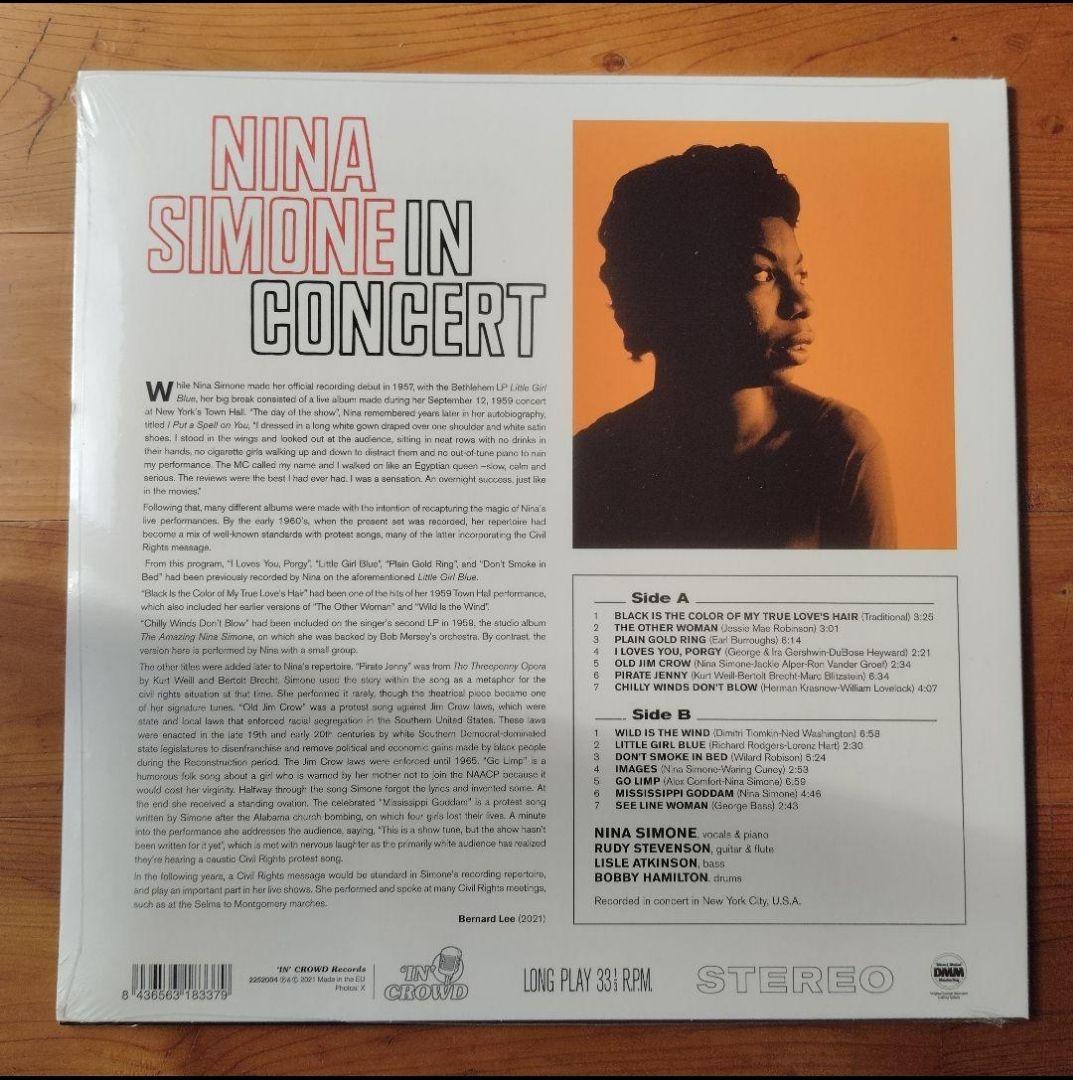 NINA
SIMONE IN
CONCERT
While Nina Simone made her official recording debut in 1957, with the Bethlehem LP Little Girl
Blue, her big break consisted of a live album made during her September 12, 1959 concert
at New York's Town Hall. "The day of the show", Nina remembered years later in her autobiography,
titled I Put a Spell on You, "I dressed in a long white gown draped over one shoulder and white satin
shoes. I stood in the wings and looked out at the audience, sitting in neat rows with no drinks in
their hands, no cigarette girls walking up and down to distract them and no out-of-tune piano to ruin
my performance. The MC called my name and I walked on like an Egyptian queen –slow, calm and
serious. The reviews were the best I had ever had. I was a sensation. An overnight success, just like
in the movies."
Following that, many different albums were made with the intention of recapturing the magic of Nina's
live performances. By the early 1960's, when the present set was recorded, her repertoire had
become a mix of well-known standards with protest songs, many of the latter incorporating the Civil
Rights message.
From this program, "I Loves You, Porgy", "Little Girl Blue", "Plain Gold Ring", and "Don't Smoke in
Bed" had been previously recorded by Nina on the aforementioned Little Girl Blue.
"Black Is the Color of My True Love's Hair" had been one of the hits of her 1959 Town Hall performance,
which also included her earlier versions of "The Other Woman" and "Wild Is the Wind".
"Chilly Winds Don't Blow" had been included on the singer's second LP in 1959, the studio album
The Amazing Nina Simone, on which she was backed by Bob Mersey's orchestra. By contrast, the
version here is performed by Nina with a small group.
The other titles were added later to Nina's repertoire. "Pirate Jenny" was from The Threepenny Opera
by Kurt Weill and Bertolt Brecht. Simone used the story within the song as a metaphor for the
civil rights situation at that time. She performed it rarely, though the theatrical piece became one
of her signature tunes. "Old Jim Crow" was a protest song against Jim Crow laws, which were
state and local laws that enforced racial segregation in the Southern United States. These laws
were enacted in the late 19th and early 20th centuries by white Southern Democrat-dominated
state legislatures to disenfranchise and remove political and economic gains made by black people
during the Reconstruction period. The Jim Crow laws were enforced until 1965. "Go Limp" is a
humorous folk song about a girl who is warned by her mother not to join the NAACP because it
would cost her virginity. Halfway through the song Simone forgot the lyrics and invented some. At
the end she received a standing ovation. The celebrated "Mississippi Goddam" is a protest song
written by Simone after the Alabama church bombing, on which four girls lost their lives. A minute
into the performance she addresses the audience, saying, "This is a show tune, but the show hasn't
been written for it yet", which is met with nervous laughter as the primarily white audience has realized
they're hearing a caustic Civil Rights protest song.
In the following years, a Civil Rights message would be standard in Simone's recording repertoire,
and play an important part in her live shows. She performed and spoke at many Civil Rights meetings,
such as at the Selma to Montgomery marches.
Bernard Lee (2021)
Side A
1 BLACK IS THE COLOR OF MY TRUE LOVE'S HAIR (Traditional) 3:25
2 THE OTHER WOMAN (Jessie Mae Robinson) 3:01
3 PLAIN GOLD RING (Earl Burroughs) 6:14
4 I LOVES YOU, PORGY (George & Ira Gershwin-DuBose Heyward) 2:21
5 OLD JIM CROW (Nina Simone-Jackie Alper-Ron Vander Groef) 2:34
6 PIRATE JENNY (Kurt Weill-Bertolt Brecht-Marc Blitzstein) 6:34
7 CHILLY WINDS DON'T BLOW (Herman Krasnow-William Lovelock) 4:07
Side B
1 WILD IS THE WIND (Dimitri Tiomkin-Ned Washington) 6:58
2 LITTLE GIRL BLUE (Richard Rodgers-Lorenz Hart) 2:30
3 DON'T SMOKE IN BED (Wilard Robison) 5:24
4 IMAGES (Nina Simone-Waring Cuney) 2:53
5 GO LIMP (Alex Comfort-Nina Simone) 6:59
6 MISSISSIPPI GODDAM (Nina Simone) 4:46
7 SEE LINE WOMAN (George Bass) 2:43
NINA SIMONE, vocals & piano
RUDY STEVENSON, guitar & flute
LISLE ATKINSON, bass
BOBBY HAMILTON, drums
Recorded in concert in New York City, U.S.A.
8 436563 183379
'IN' CROWD Records
2252004 ℗&© 2021 Made in the EU
Photos: X
'IN'
CROWD
LONG PLAY 33 1/3 R.P.M.
STEREO
DMM